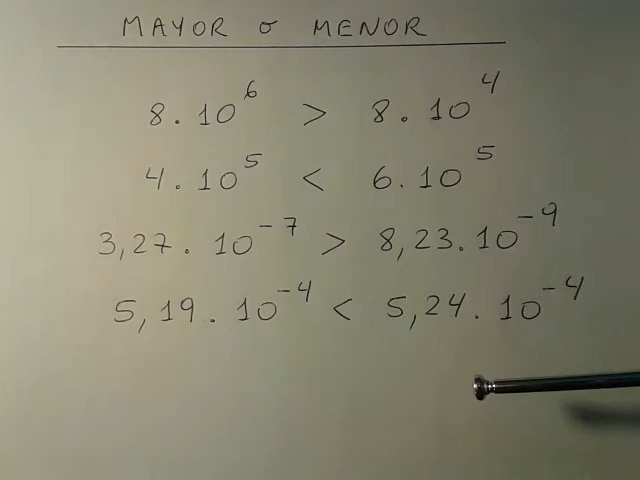 MAYOR o MENOR
8. 10⁶ > 8. 10⁴
4. 10⁵ < 6. 10⁵
3,27. 10⁻⁷ > 8,23. 10⁻⁹
5,19. 10⁻⁴ < 5,24. 10⁻⁴